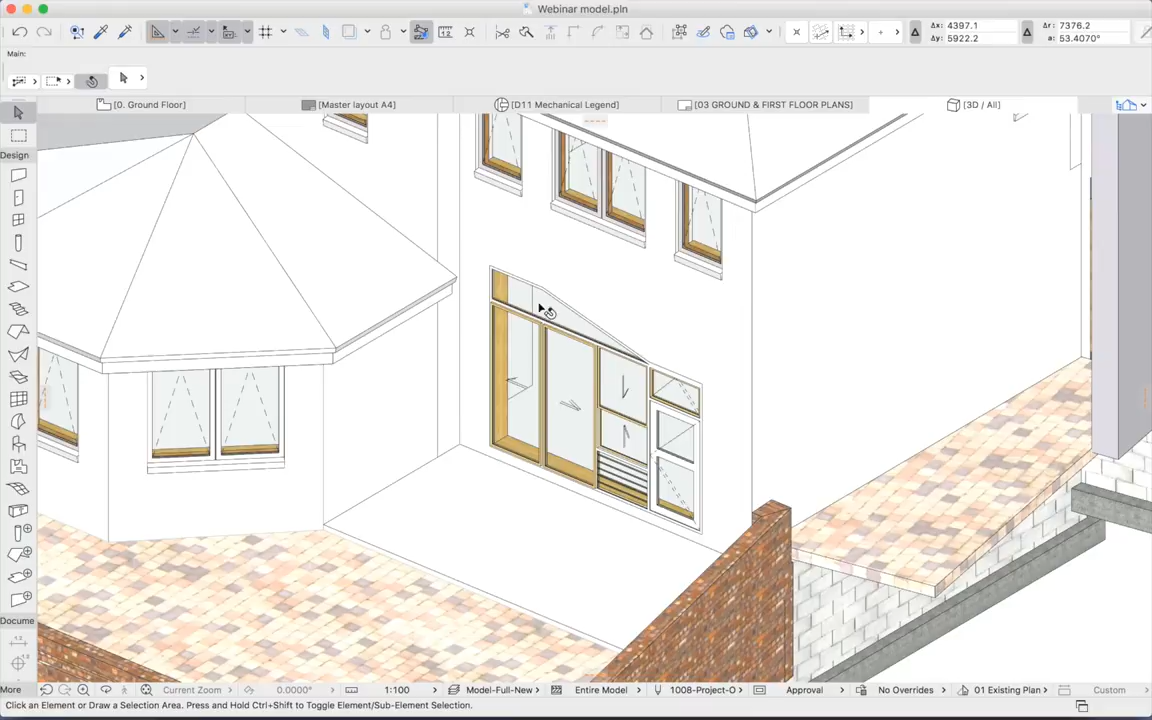 Webinar model.pln
Δx: 4397.1
Δy: 5922.2
Δr: 7376.2
a: 53.4070°
Main:
[0. Ground Floor]
[Master layout A4]
[D11 Mechanical Legend]
[03 GROUND & FIRST FLOOR PLANS]
[3D / All]
Design
Docume
More
Current Zoom
0.0000°
1:100
Model-Full-New
Entire Model
1008-Project-O
Approval
No Overrides
01 Existing Plan
Custom
Click an Element or Draw a Selection Area. Press and Hold Ctrl+Shift to Toggle Element/Sub-Element Selection.